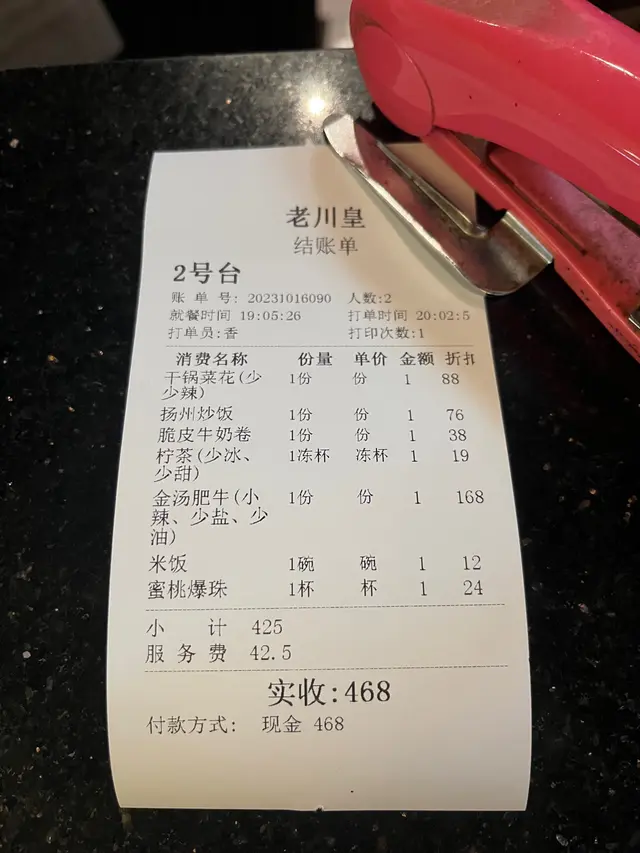 老川皇
结账单
2号台
账 单 号: 20231016090 人数:2
就餐时间 19:05:26 打单时间 20:02:5
打单员:香 打印次数:1
消费名称 份量 单价 金额 折扣
干锅菜花(少 1份 份 1 88
少辣)
扬州炒饭 1份 份 1 76
脆皮牛奶卷 1份 份 1 38
柠茶(少冰、 1冻杯 冻杯 1 19
少甜)
金汤肥牛(小 1份 份 1 168
辣、少盐、少
油)
米饭 1碗 碗 1 12
蜜桃爆珠 1杯 杯 1 24
小 计 425
服 务 费 42.5
实收:468
付款方式: 现金 468